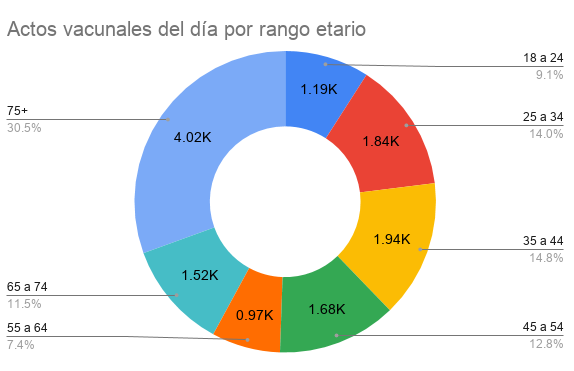 Actos vacunales del día por rango etario
18 a 24
9.1%
1.19K
25 a 34
14.0%
1.84K
35 a 44
14.8%
1.94K
45 a 54
12.8%
1.68K
55 a 64
7.4%
0.97K
65 a 74
11.5%
1.52K
75+
30.5%
4.02K